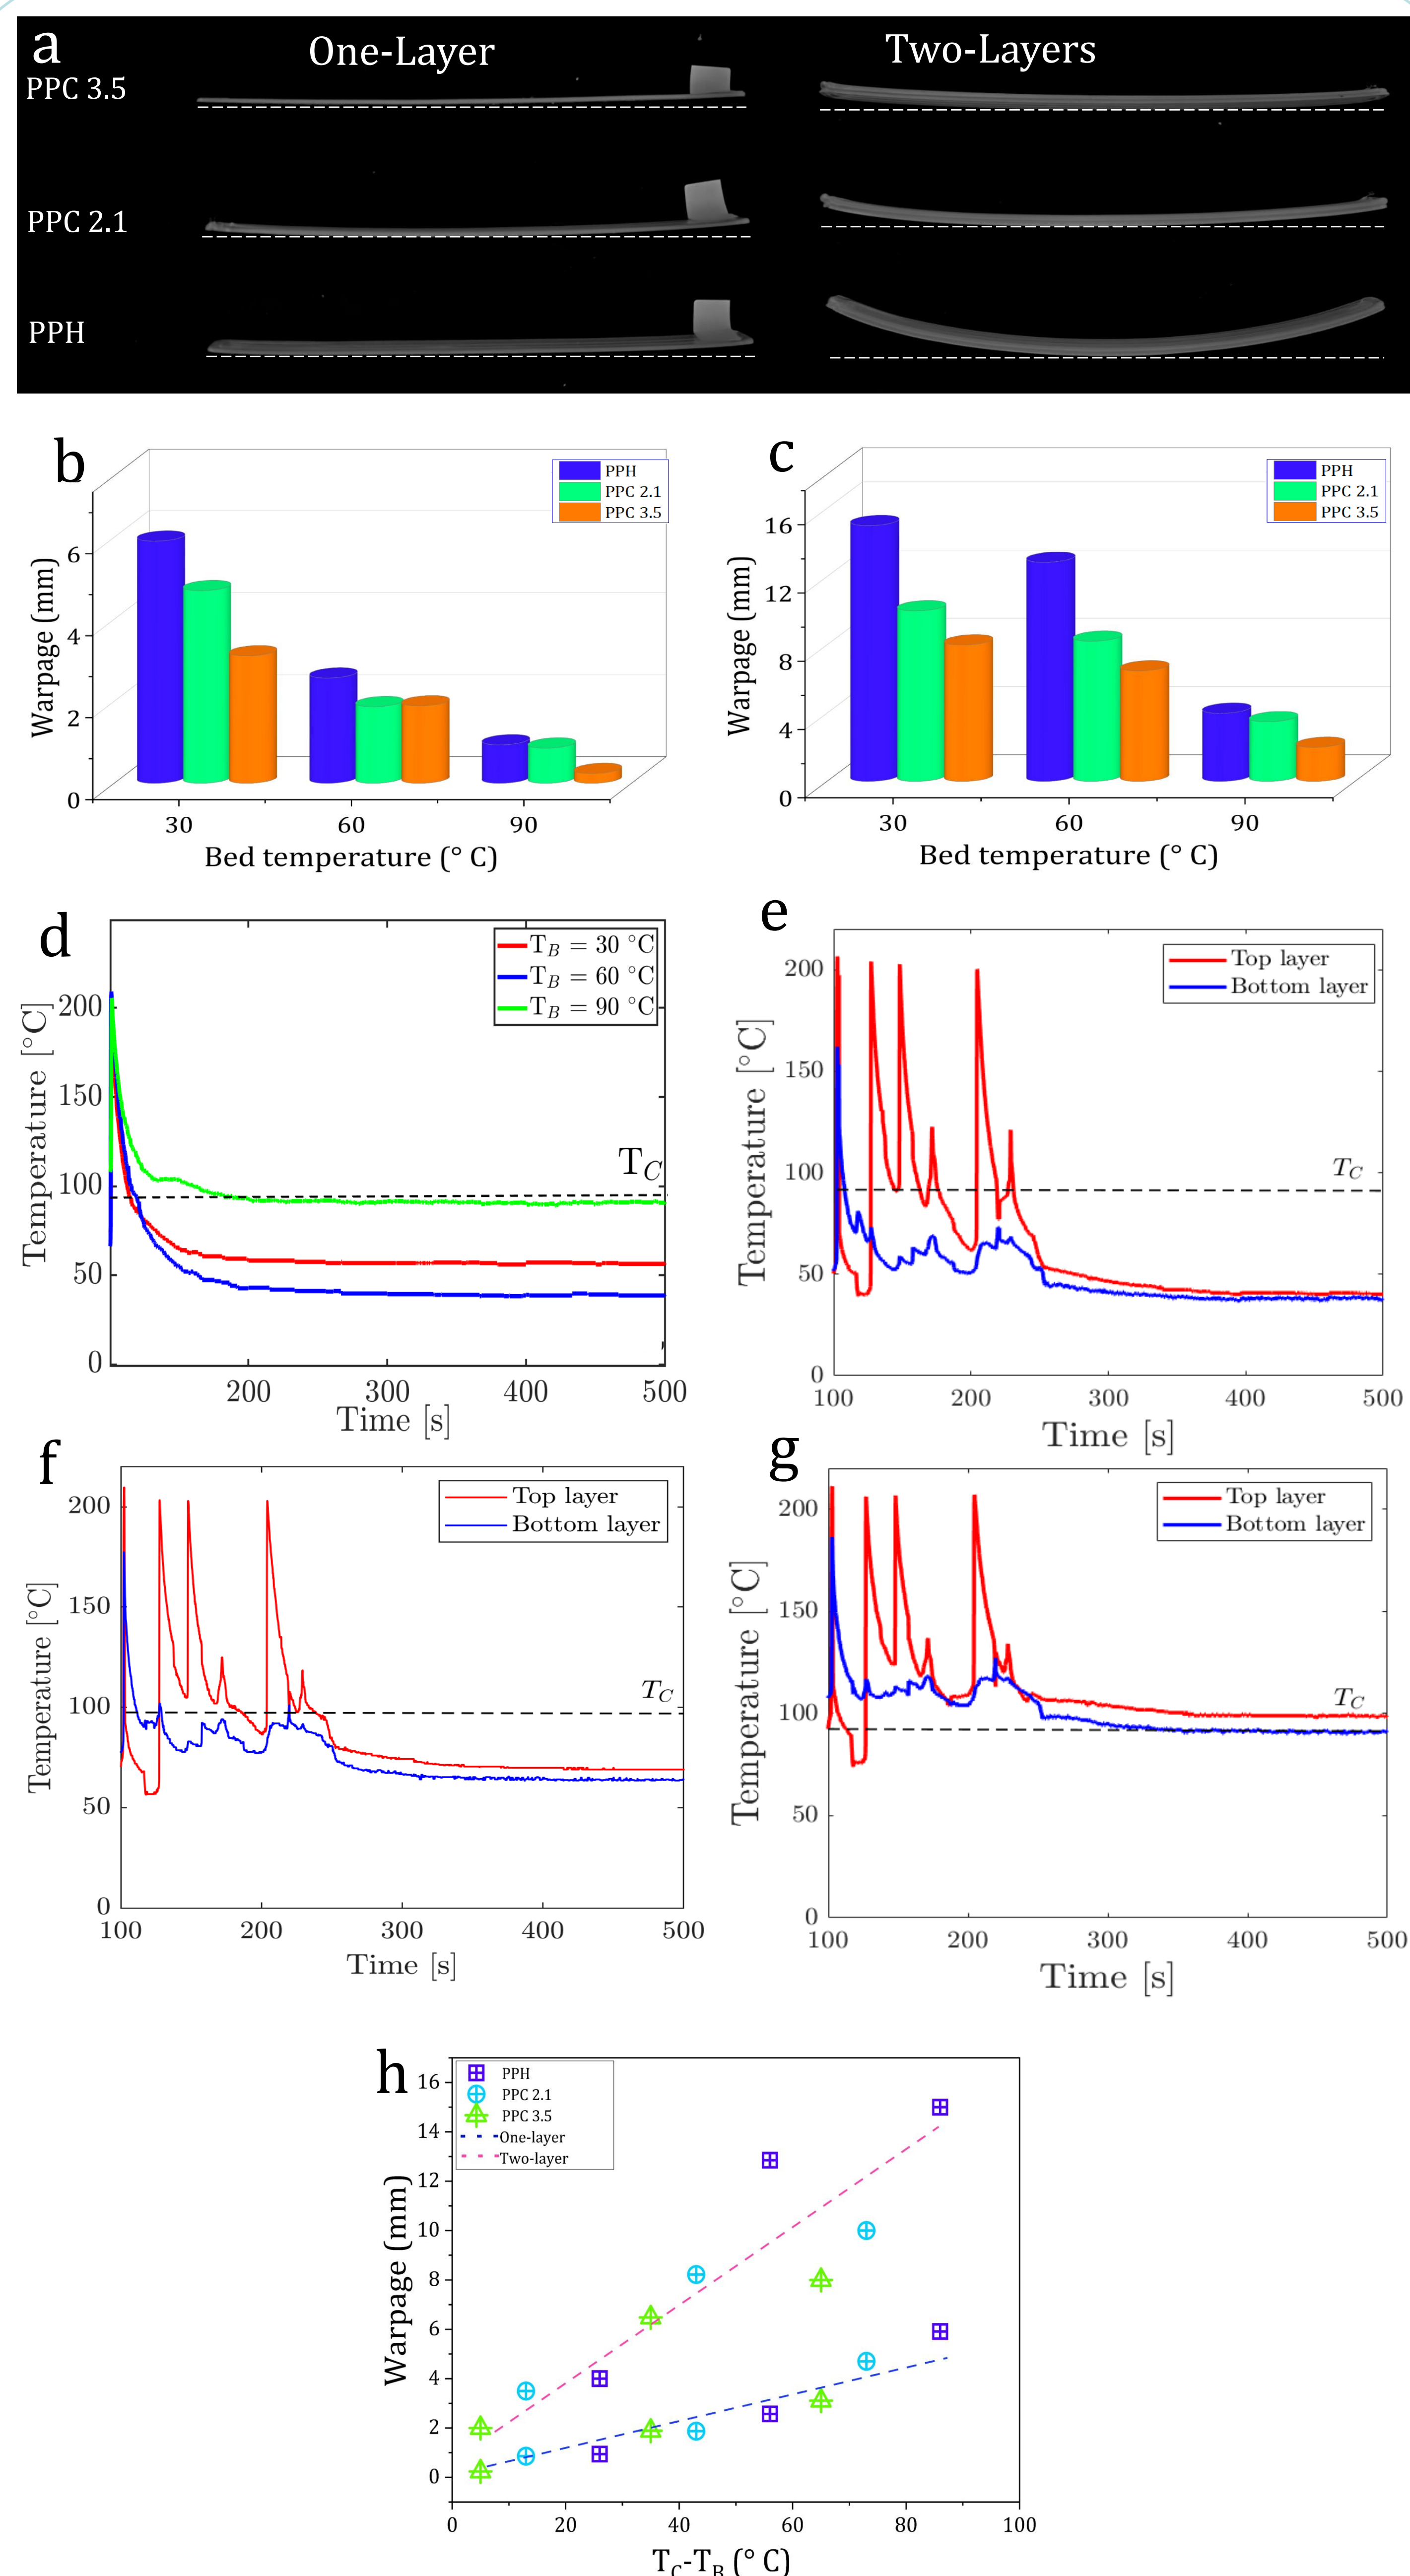 a
One-Layer
Two-Layers
PPC 3.5
PPC 2.1
PPH
b
PPH
PPC 2.1
PPC 3.5
Warpage (mm)
6
4
2
0
30
60
90
Bed temperature (° C)
c
PPH
PPC 2.1
PPC 3.5
Warpage (mm)
16
12
8
4
0
30
60
90
Bed temperature (° C)
d
T_B = 30 °C
T_B = 60 °C
T_B = 90 °C
Temperature [°C]
200
150
100
50
0
T_C
200
300
400
500
Time [s]
e
Top layer
Bottom layer
Temperature [°C]
200
150
100
50
0
T_C
100
200
300
400
500
Time [s]
f
Top layer
Bottom layer
Temperature [°C]
200
150
100
50
0
T_C
100
200
300
400
500
Time [s]
g
Top layer
Bottom layer
Temperature [°C]
200
150
100
50
0
T_C
100
200
300
400
500
Time [s]
h
PPH
PPC 2.1
PPC 3.5
One-layer
Two-layer
Warpage (mm)
16
14
12
10
8
6
4
2
0
0
20
40
60
80
100
T_C-T_B (° C)